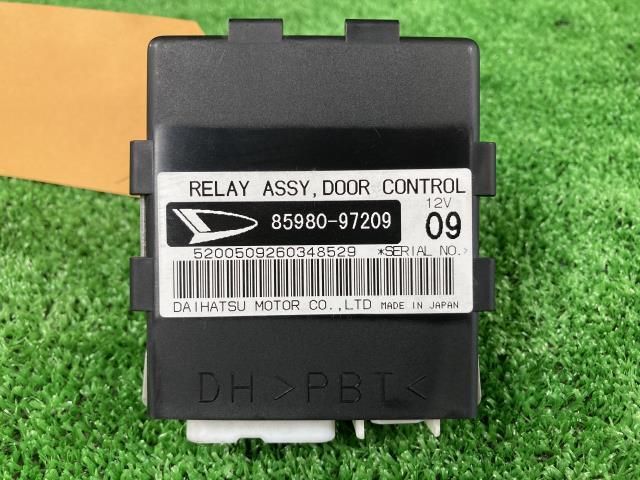 RELAY ASSY, DOOR CONTROL
85980-97209
12V
09
5200509260348529 *SERIAL NO.>
DAIHATSU MOTOR CO.,LTD MADE IN JAPAN
DH >PBT<